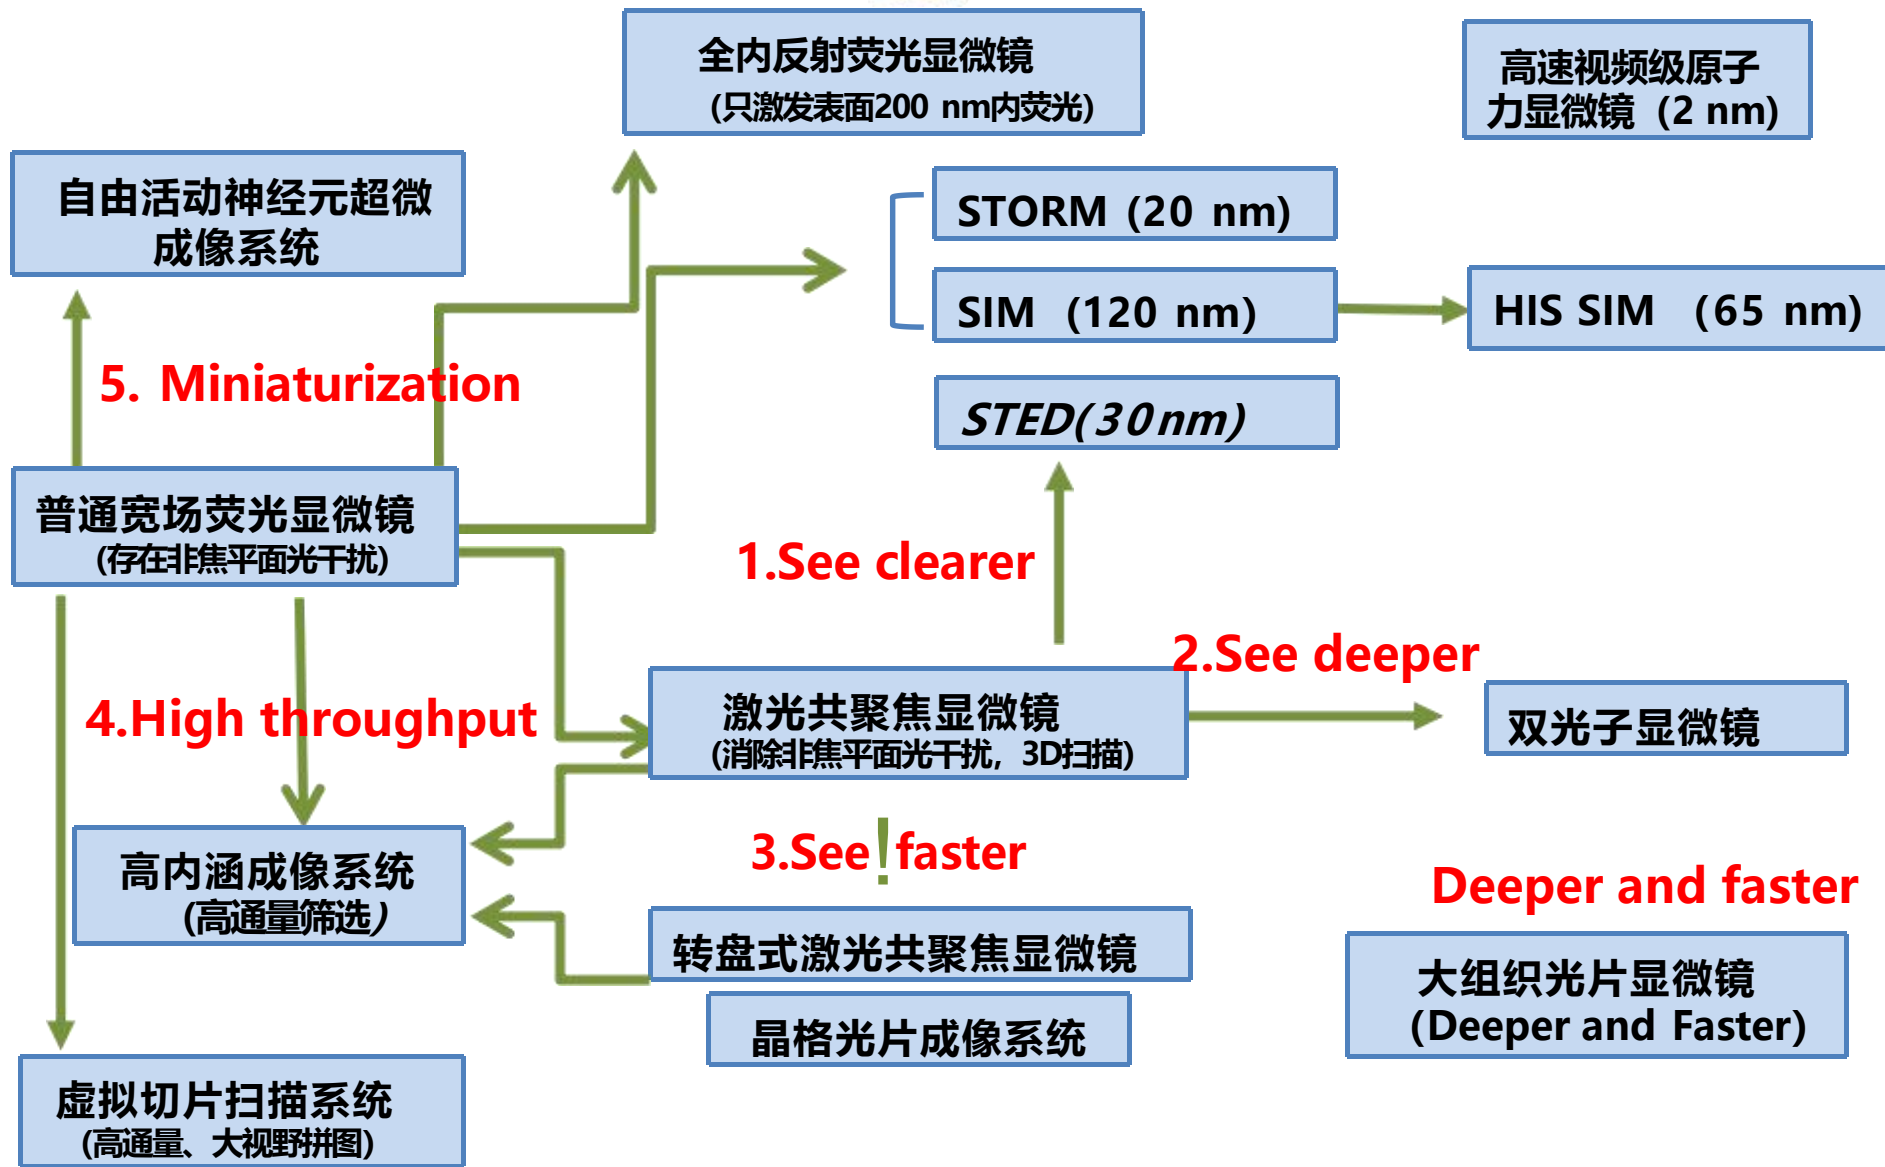 全内反射荧光显微镜
(只激发表面200 nm内荧光)
高速视频级原子
力显微镜 (2 nm)
自由活动神经元超微
成像系统
STORM (20 nm)
SIM (120 nm)
HIS SIM (65 nm)
5. Miniaturization
STED(30nm)
普通宽场荧光显微镜
(存在非焦平面光干扰)
1.See clearer
2.See deeper
4.High throughput
激光共聚焦显微镜
(消除非焦平面光干扰, 3D扫描)
双光子显微镜
3.See faster
高内涵成像系统
(高通量筛选)
Deeper and faster
转盘式激光共聚焦显微镜
大组织光片显微镜
(Deeper and Faster)
晶格光片成像系统
虚拟切片扫描系统
(高通量、大视野拼图)